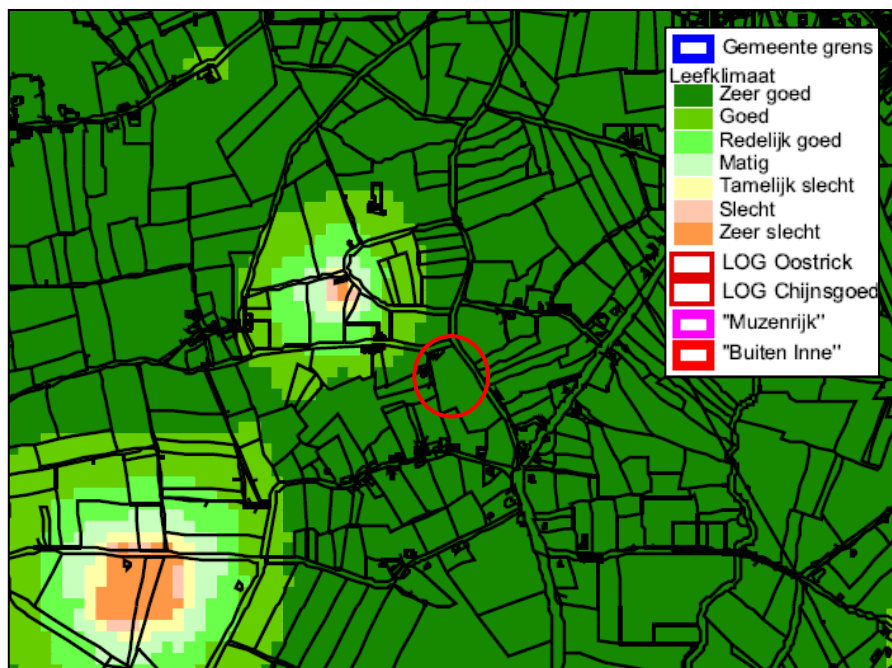 Gemeente grens
Leefklimaat
Zeer goed
Goed
Redelijk goed
Matig
Tamelijk slecht
Slecht
Zeer slecht
LOG Oostrick
LOG Chijnsgoed
"Muzenrijk"
"Buiten Inne"